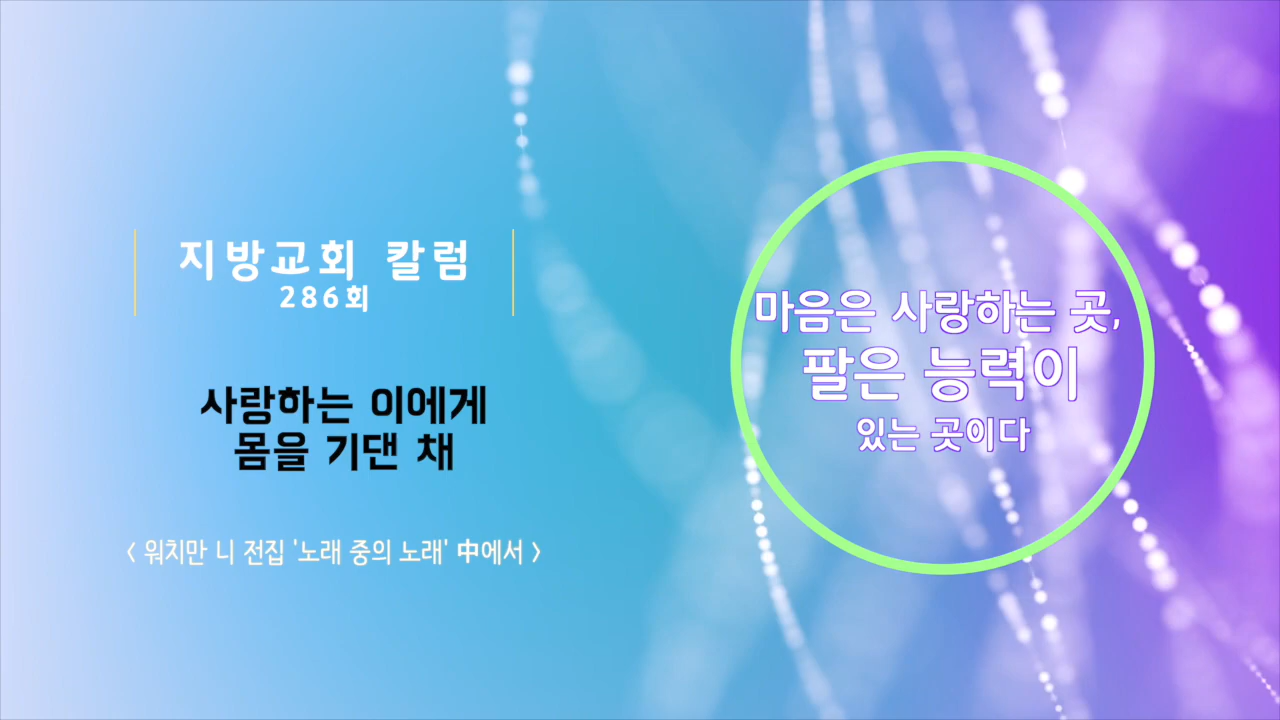 지방교회 칼럼
286회
사랑하는 이에게
몸을 기댄 채
< 워치만 니 전집 '노래 중의 노래' 中에서 >
마음은 사랑하는 곳,
팔은 능력이
있는 곳이다